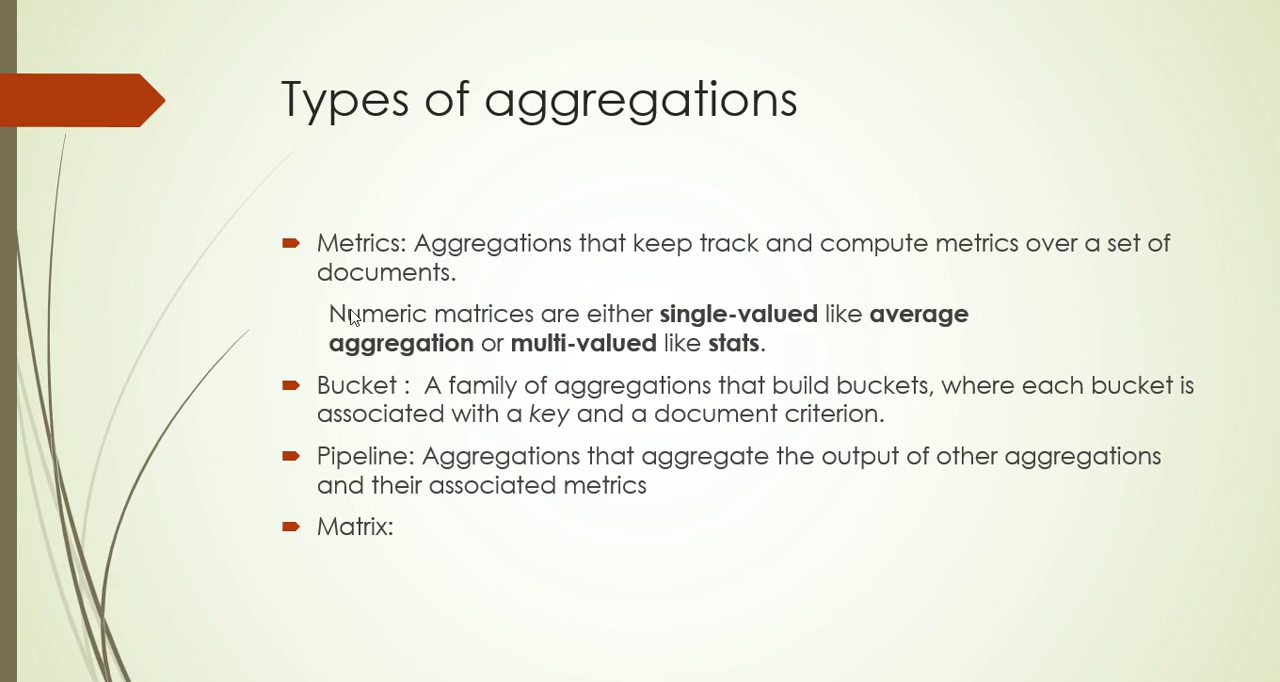 Types of aggregations
Metrics: Aggregations that keep track and compute metrics over a set of
documents.
Numeric matrices are either single-valued like average
aggregation or multi-valued like stats.
Bucket :  A family of aggregations that build buckets, where each bucket is
associated with a key and a document criterion.
Pipeline: Aggregations that aggregate the output of other aggregations
and their associated metrics
Matrix: